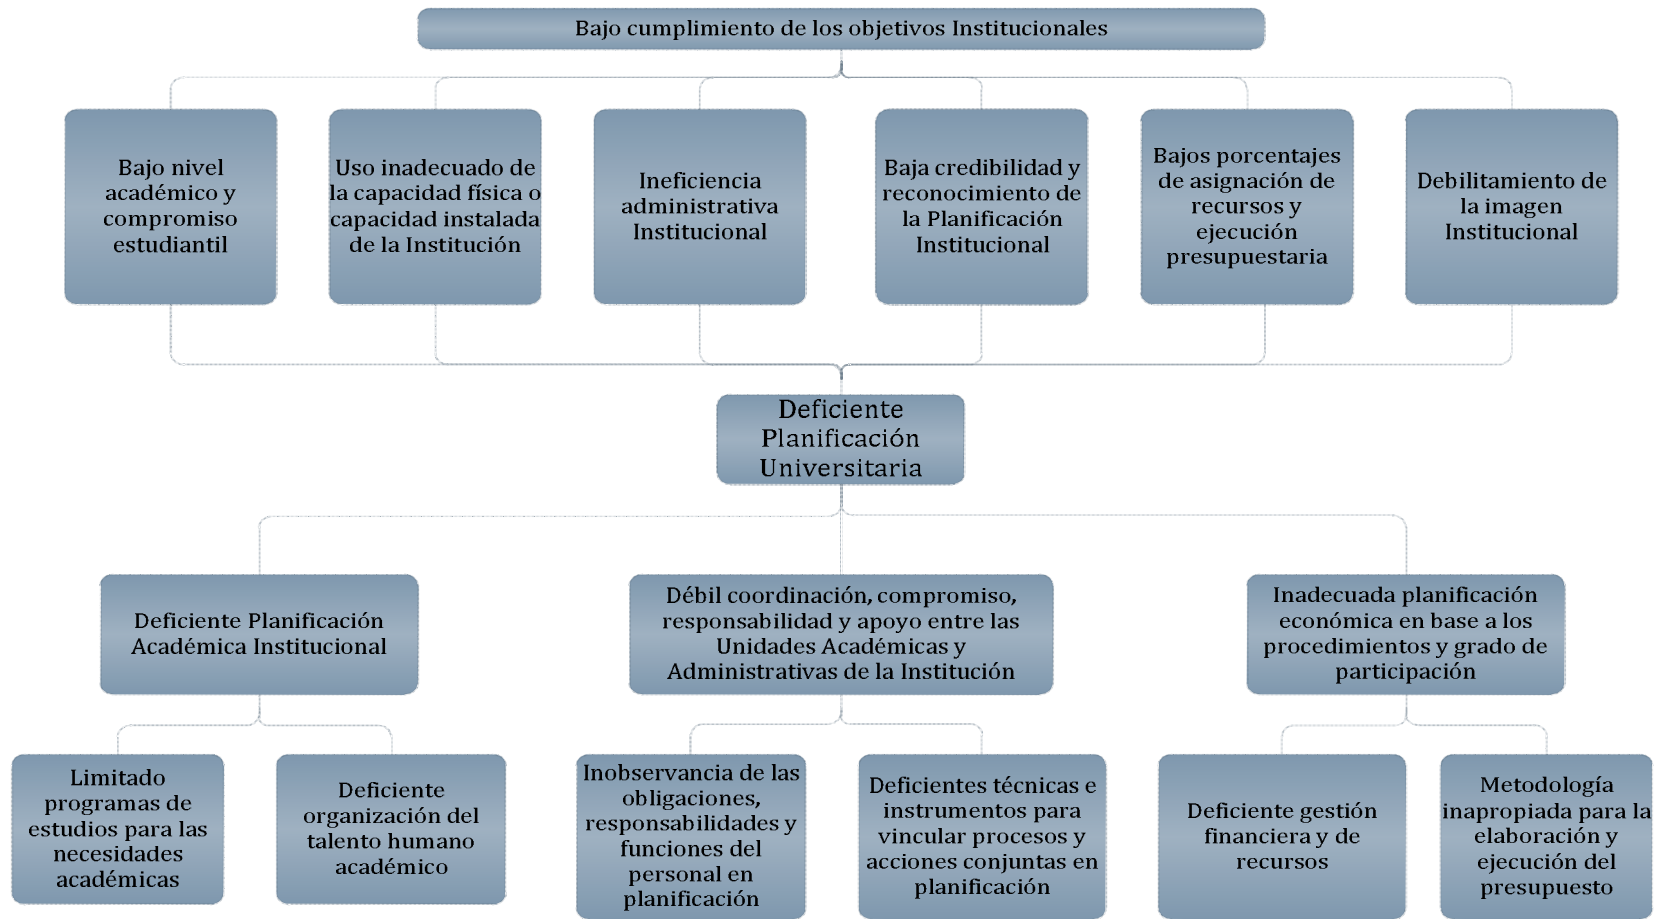 Bajo cumplimiento de los objetivos Institucionales
Bajo nivel
académico y
compromiso
estudiantil
Uso inadecuado de
la capacidad física o
capacidad instalada
de la Institución
Ineficiencia
administrativa
Institucional
Baja credibilidad y
reconocimiento de
la Planificación
Institucional
Bajos porcentajes
de asignación de
recursos y
ejecución
presupuestaria
Debilitamiento de
la imagen
Institucional
Deficiente
Planificación
Universitaria
Deficiente Planificación
Académica Institucional
Débil coordinación, compromiso,
responsabilidad y apoyo entre las
Unidades Académicas y
Administrativas de la Institución
Inadecuada planificación
económica en base a los
procedimientos y grado de
participación
Limitado
programas de
estudios para las
necesidades
académicas
Deficiente
organización del
talento humano
académico
Inobservancia de las
obligaciones,
responsabilidades y
funciones del
personal en
planificación
Deficientes técnicas e
instrumentos para
vincular procesos y
acciones conjuntas en
planificación
Deficiente gestión
financiera y de
recursos
Metodología
inapropiada para la
elaboración y
ejecución del
presupuesto